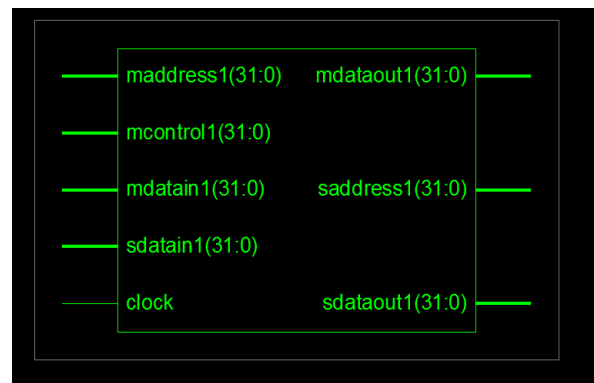 maddress1(31:0) mdataout1(31:0)
mcontrol1(31:0)
mdatain1(31:0) saddress1(31:0)
sdatain1(31:0)
clock sdataout1(31:0)